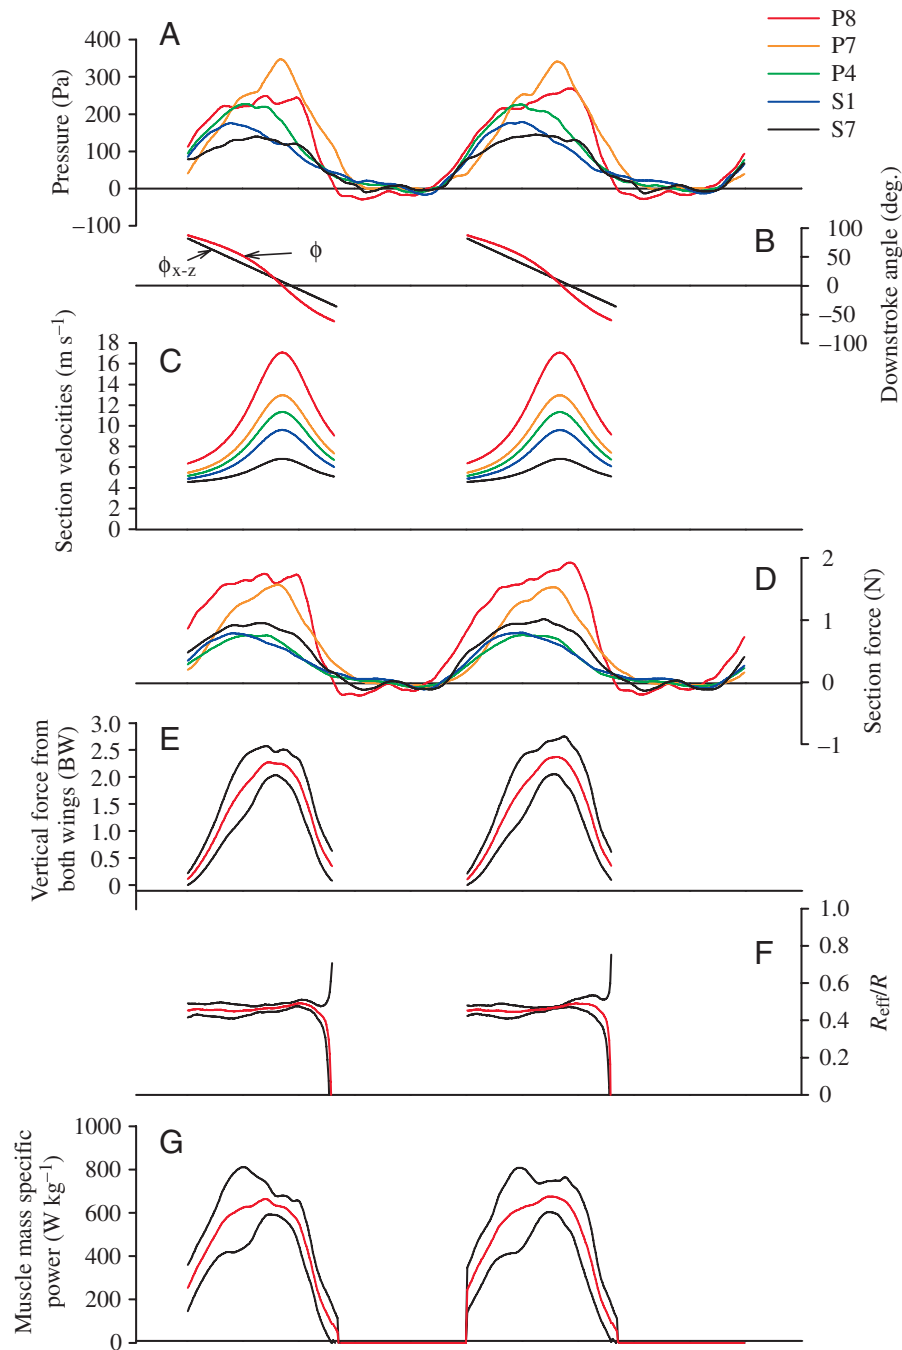 A
P8
P7
P4
S1
S7
Pressure (Pa)
400
300
200
100
0
–100
B
ϕx-z
ϕ
Downstroke angle (deg.)
100
50
0
–50
–100
C
Section velocities (m s–1)
18
16
14
12
10
8
6
4
2
0
D
Section force (N)
2
1
0
–1
E
Vertical force from
both wings (BW)
3.0
2.5
2.0
1.5
1.0
0.5
0
F
Reff/R
1.0
0.8
0.6
0.4
0.2
0
G
Muscle mass specific
power (W kg–1)
1000
800
600
400
200
0